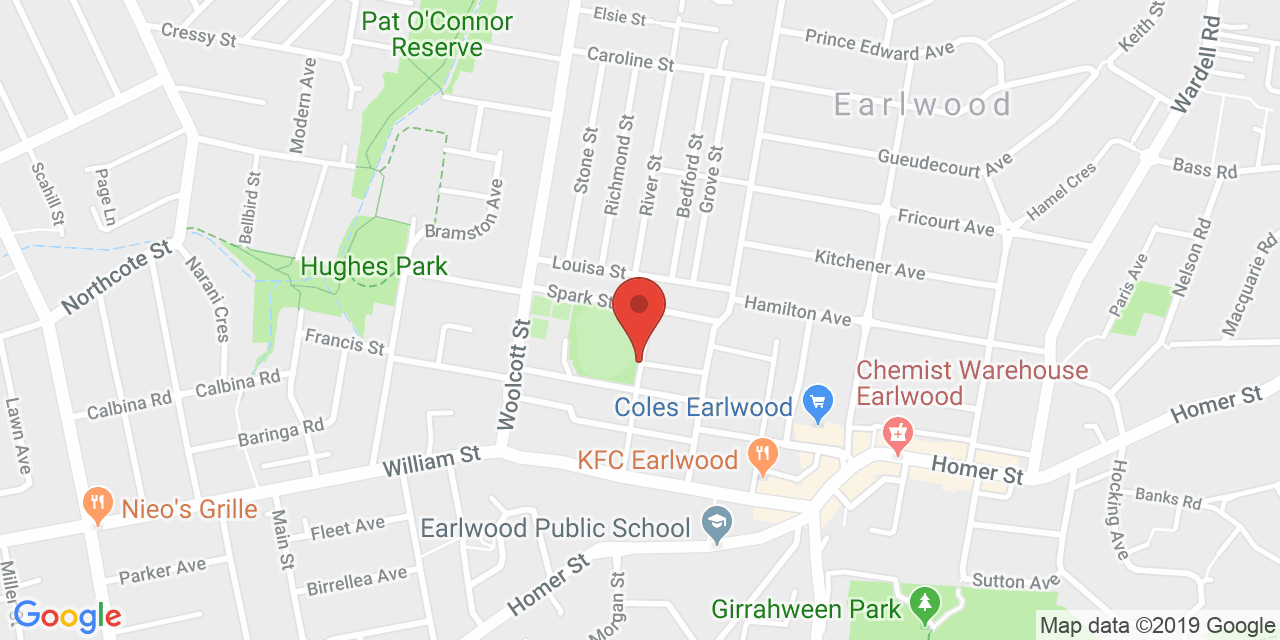 Pat O'Connor
Reserve
Elsie St
Cressy St
Caroline St
Prince Edward Ave
Keith St
Wardell Rd
Modern Ave
Earlwood
Stone St
Richmond St
River St
Bedford St
Grove St
Gueudecourt Ave
Bass Rd
Scahill St
Page Ln
Bellbird St
Bramston Ave
Hamel Cres
Fricourt Ave
Northcote St
Narani Cres
Hughes Park
Louisa St
Kitchener Ave
Paris Ave
Nelson Rd
Macquarie Rd
Spark St
Hamilton Ave
Francis St
Woolcott St
Chemist Warehouse
Earlwood
Calbina Rd
Calbina Rd
Coles Earlwood
Homer St
Lawn Ave
Baringa Rd
William St
KFC Earlwood
Homer St
Hocking Ave
Banks Rd
Nieo's Grille
Main St
Fleet Ave
Earlwood Public School
Parker Ave
Birrellea Ave
Homer St
Morgan St
Miller St
Sutton Ave
Girrahween Park
Google
Map data ©2019 Google